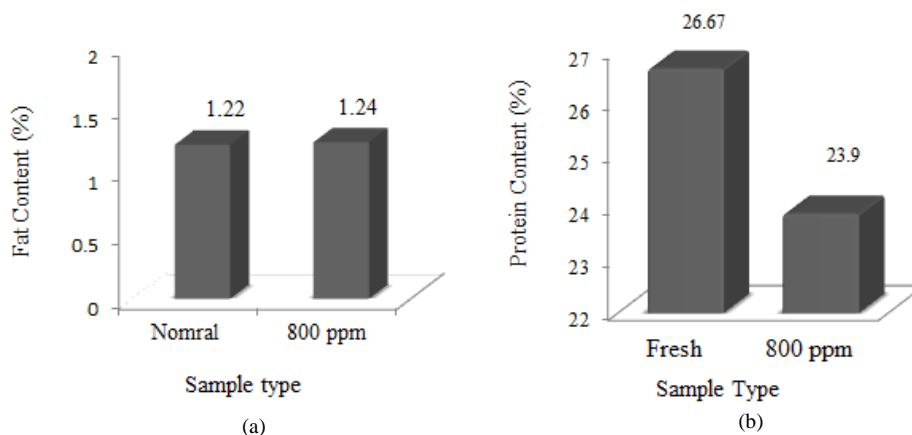 Fat Content (%)
2
1.5
1
0.5
0
1.22
1.24
Nomral
800 ppm
Sample type
(a)
Protein Content (%)
27
26
25
24
23
22
26.67
23.9
Fresh
800 ppm
Sample Type
(b)